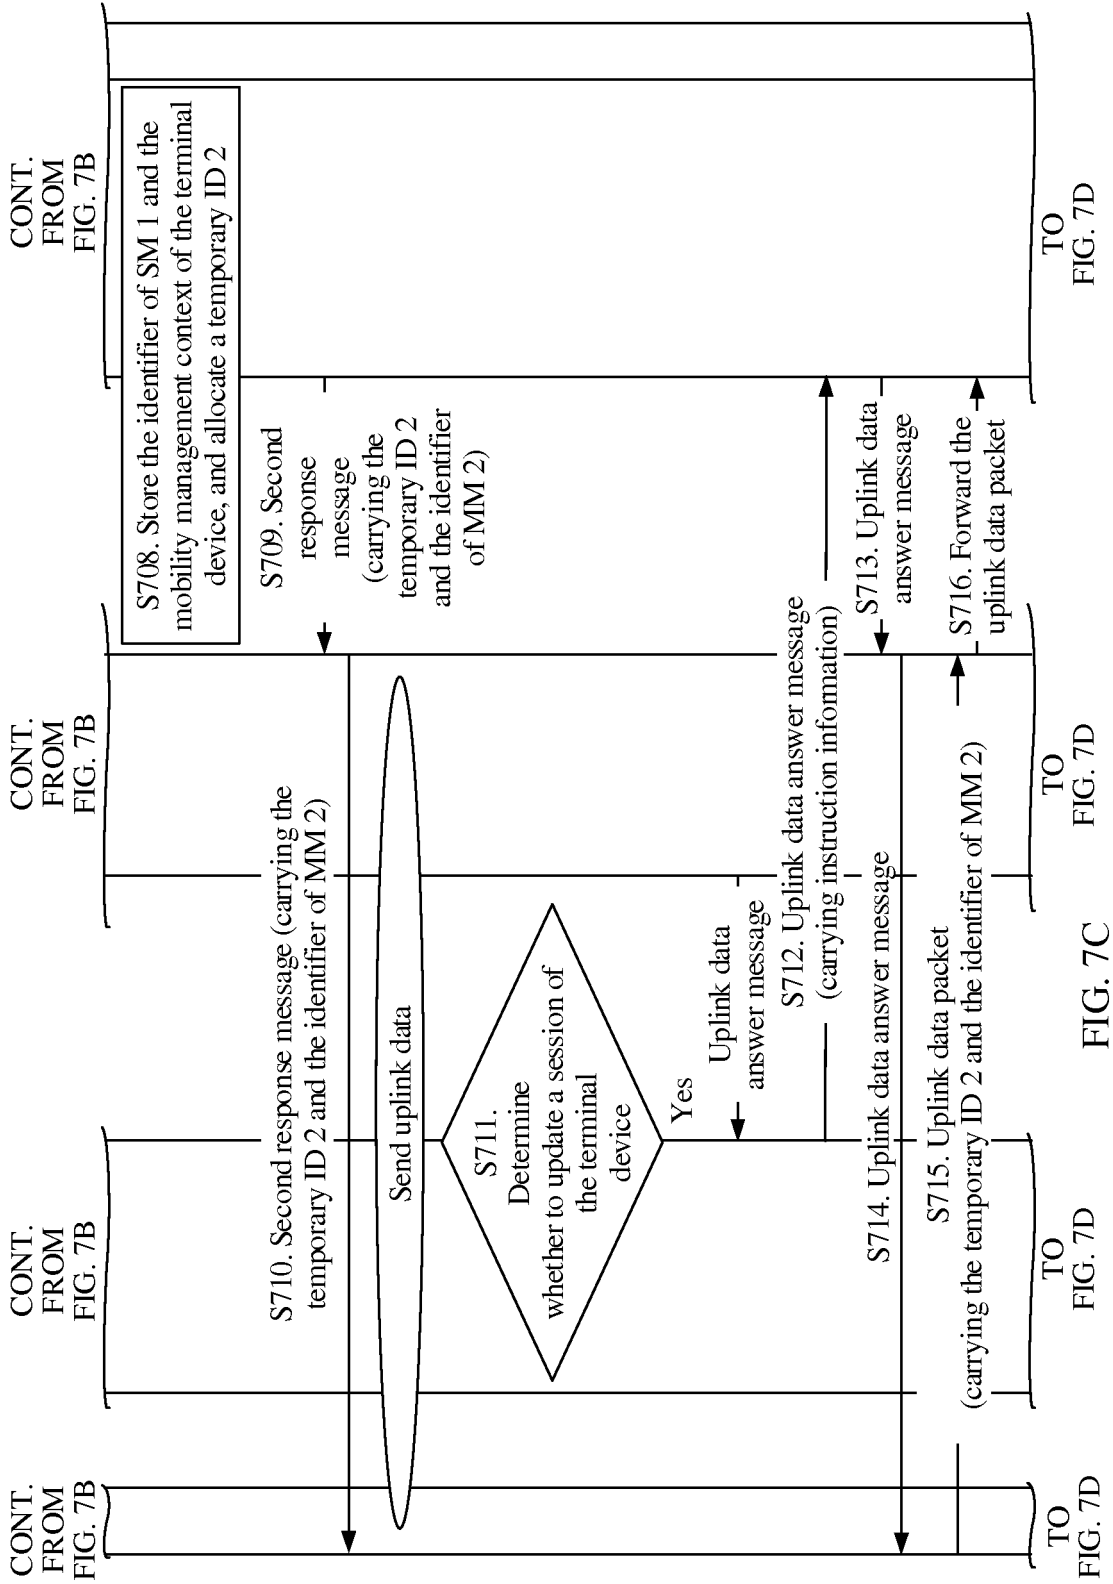 CONT.
FROM
FIG. 7B
CONT.
FROM
FIG. 7B
CONT.
FROM
FIG. 7B
CONT.
FROM
FIG. 7B
S708. Store the identifier of SM 1 and the
mobility management context of the terminal
device, and allocate a temporary ID 2
S709. Second
response
message
(carrying the
temporary ID 2
and the identifier
of MM 2)
S710. Second response message (carrying the
temporary ID 2 and the identifier of MM 2)
Send uplink data
S711.
Determine
whether to update a session of
the terminal
device
Yes
Uplink data
answer message
S712. Uplink data answer message
(carrying instruction information)
S713. Uplink data
answer message
S714. Uplink data answer message
S715. Uplink data packet
(carrying the temporary ID 2 and the identifier of MM 2)
S716. Forward the
uplink data packet
TO
FIG. 7D
TO
FIG. 7D
TO
FIG. 7D
TO
FIG. 7D
FIG. 7C